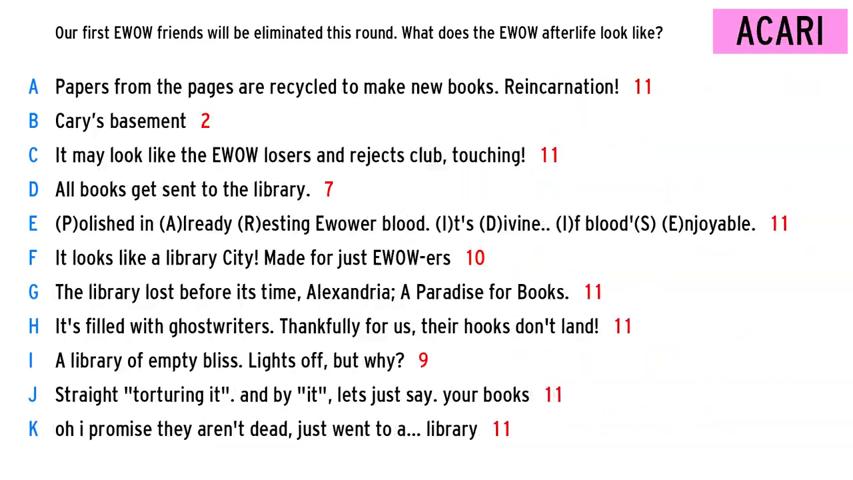 Our first EWOW friends will be eliminated this round. What does the EWOW afterlife look like?
ACARI
A Papers from the pages are recycled to make new books. Reincarnation! 11
B Cary's basement 2
C It may look like the EWOW losers and rejects club, touching! 11
D All books get sent to the library. 7
E (P)olished in (A)lready (R)esting Ewower blood. (I)t's (D)ivine.. (I)f blood'(S) (E)njoyable. 11
F It looks like a library City! Made for just EWOW-ers 10
G The library lost before its time, Alexandria; A Paradise for Books. 11
H It's filled with ghostwriters. Thankfully for us, their hooks don't land! 11
I A library of empty bliss. Lights off, but why? 9
J Straight "torturing it". and by "it", lets just say. your books 11
K oh i promise they aren't dead, just went to a... library 11